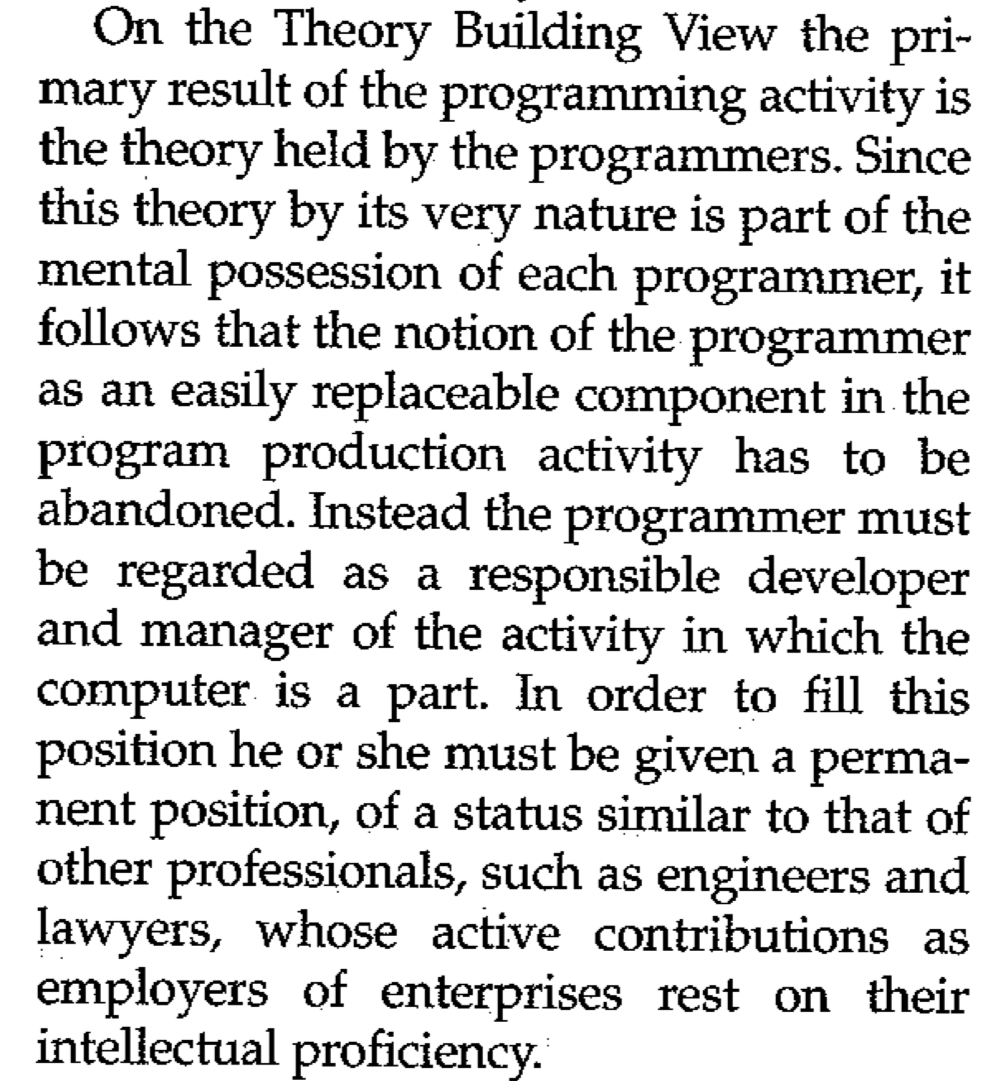 On the Theory Building View the pri-
mary result of the programming activity is
the theory held by the programmers. Since
this theory by its very nature is part of the
mental possession of each programmer, it
follows that the notion of the programmer
as an easily replaceable component in the
program production activity has to be
abandoned. Instead the programmer must
be regarded as a responsible developer
and manager of the activity in which the
computer is a part. In order to fill this
position he or she must be given a perma-
nent position, of a status similar to that of
other professionals, such as engineers and
lawyers, whose active contributions as
employers of enterprises rest on their
intellectual proficiency.